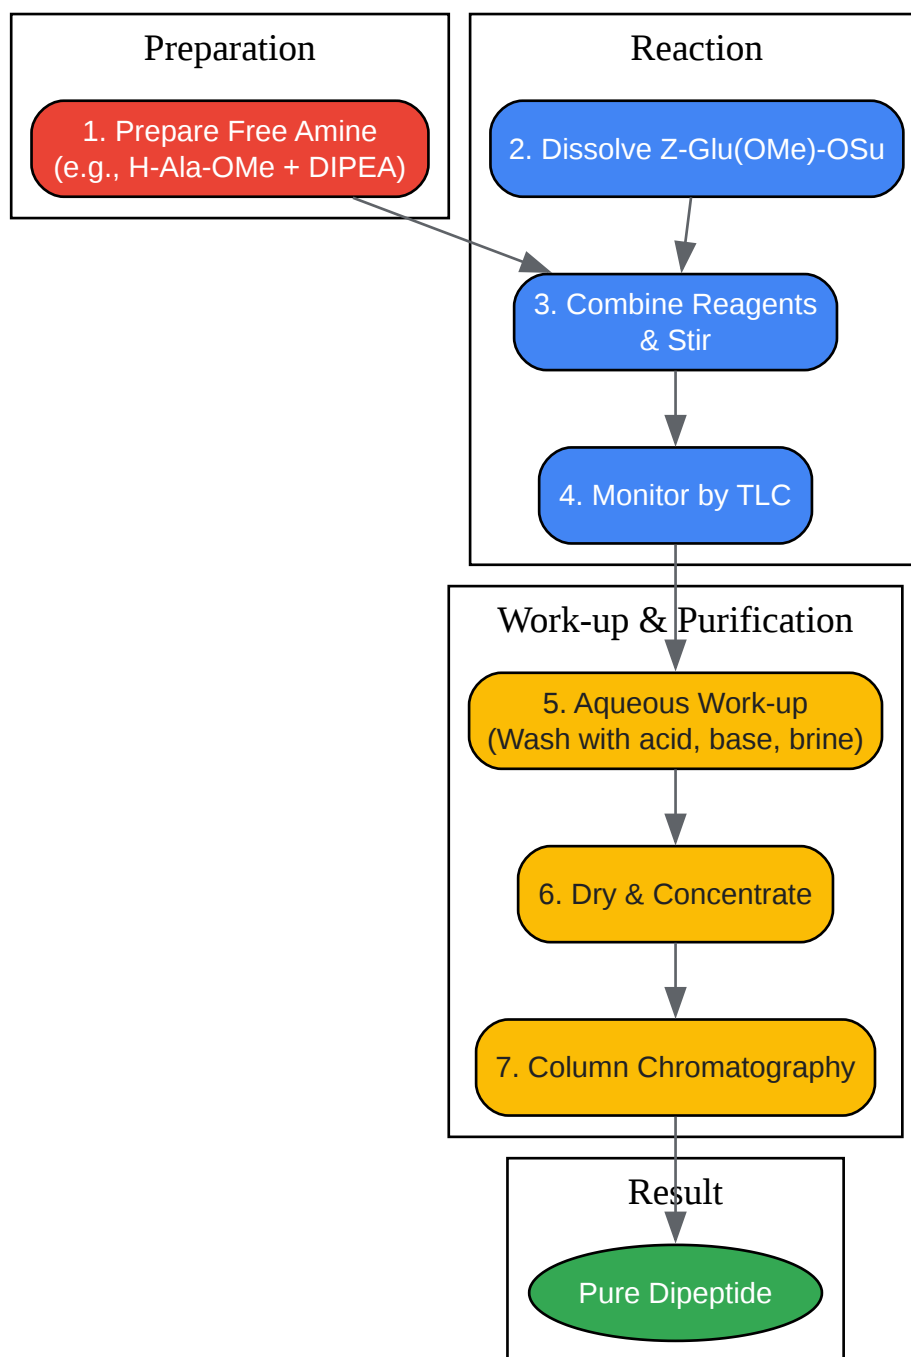 Preparation
1. Prepare Free Amine
(e.g., H-Ala-OMe + DIPEA)
Reaction
2. Dissolve Z-Glu(OMe)-OSu
3. Combine Reagents
& Stir
4. Monitor by TLC
Work-up & Purification
5. Aqueous Work-up
(Wash with acid, base, brine)
6. Dry & Concentrate
7. Column Chromatography
Result
Pure Dipeptide